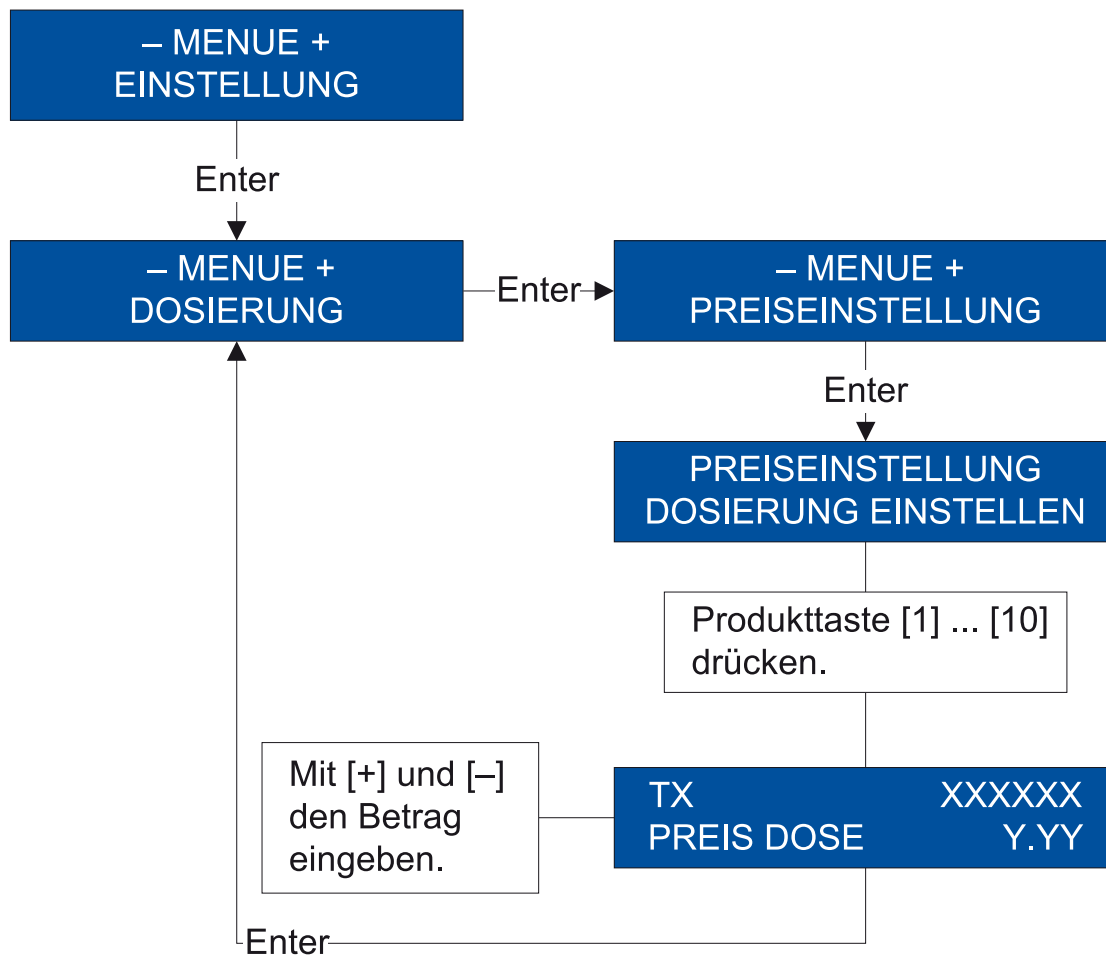 – MENUE +
EINSTELLUNG
Enter
– MENUE +
DOSIERUNG
Enter
– MENUE +
PREISEINSTELLUNG
Enter
PREISEINSTELLUNG
DOSIERUNG EINSTELLEN
Produkttaste [1] ... [10]
drücken.
Mit [+] und [–]
den Betrag
eingeben.
TX XXXXXX
PREIS DOSE Y.YY
Enter